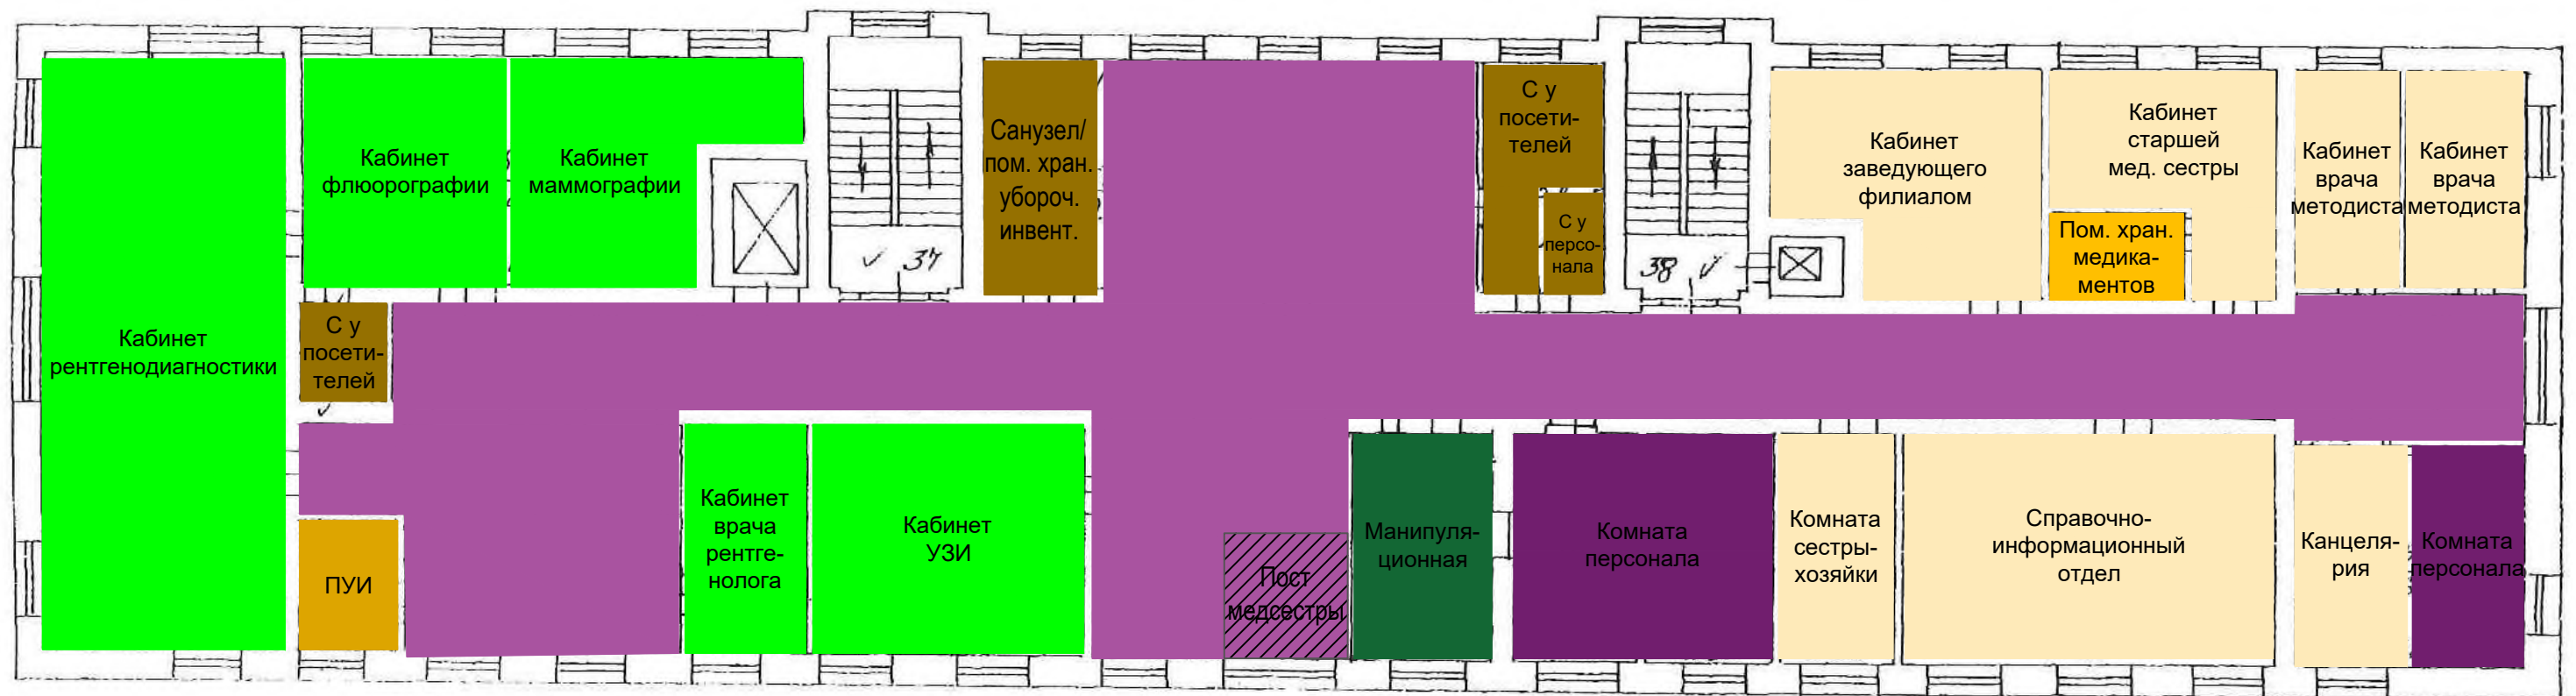 Кабинет
рентгенодиагностики
Кабинет
флюорографии
Кабинет
маммографии
С у
посети-
телей
ПУИ
37
Санузел/
пом. хран.
убороч.
инвент.
С у
посети-
телей
С у
персо-
нала
38
Кабинет
заведующего
филиалом
Кабинет
старшей
мед. сестры
Пом. хран.
медика-
ментов
Кабинет
врача
методиста
Кабинет
врача
методиста
Кабинет
врача
рентге-
нолога
Кабинет
УЗИ
Пост
медсестры
Манипуля-
ционная
Комната
персонала
Комната
сестры-
хозяйки
Справочно-
информационный
отдел
Канцеля-
рия
Комната
персонала